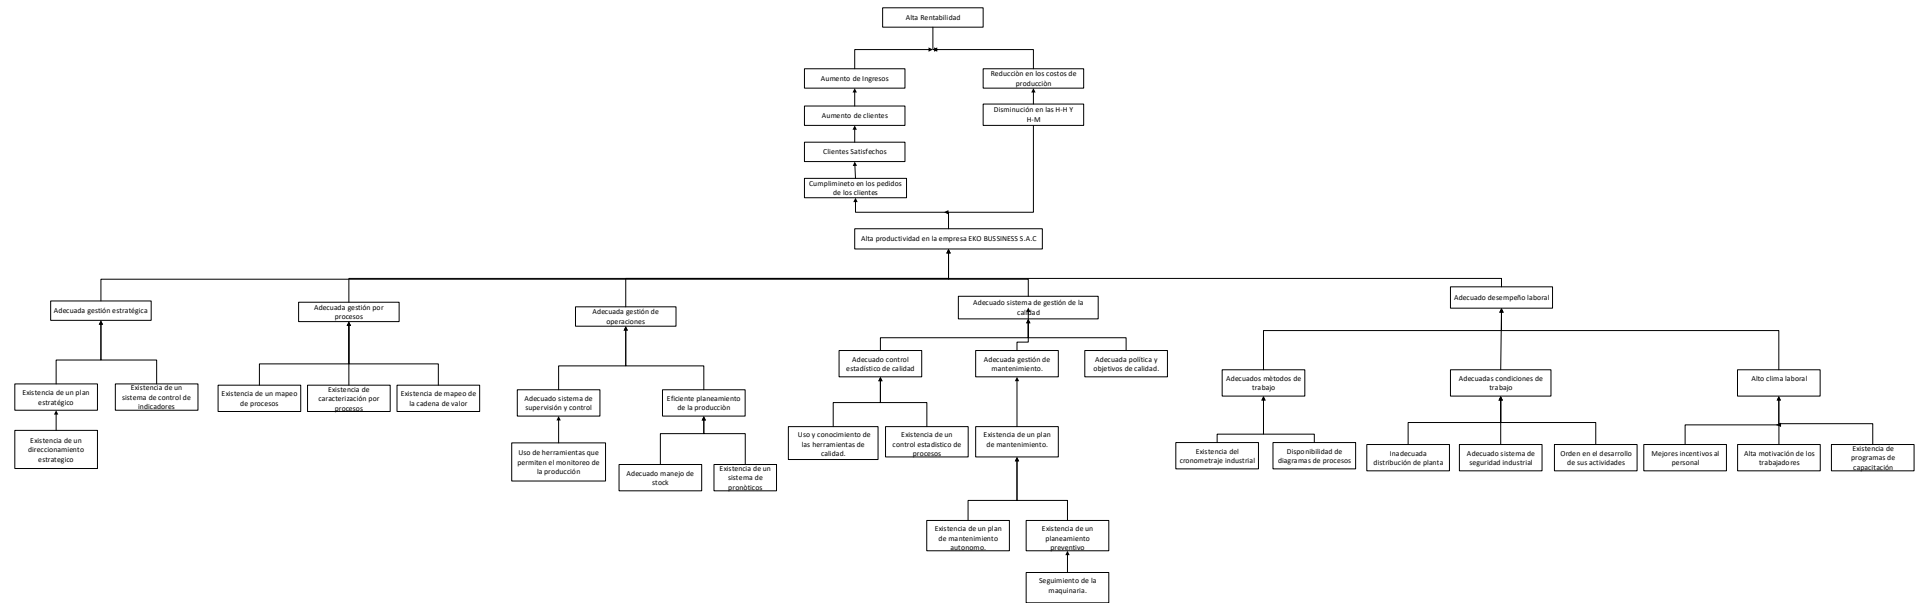 Alta Rentabilidad
Aumento de Ingresos
Reducciòn en los costos de
producciòn
Aumento de clientes
Disminución en las H-H Y
H-M
Clientes Satisfechos
Cumplimineto en los pedidos
de los clientes
Alta productividad en la empresa EKO BUSSINESS S.A.C
Adecuada gestión estratégica
Adecuada gestión por
procesos
Adecuada gestión de
operaciones
Adecuado sistema de gestión de la
calidad
Adecuado desempeño laboral
Existencia de un plan
estratégico
Existencia de un
sistema de control de
indicadores
Existencia de un
direccionamiento
estrategico
Existencia de un mapeo
de procesos
Existencia de
caracterización por
procesos
Existencia de mapeo de
la cadena de valor
Adecuado sistema de
supervisión y control
Eficiente planeamiento
de la producciòn
Uso de herramientas que
permiten el monitoreo de
la producción
Adecuado manejo de
stock
Existencia de un
sistema de
pronòticos
Adecuado control
estadístico de calidad
Adecuada gestión de
mantenimiento.
Adecuada política y
objetivos de calidad.
Uso y conocimiento de
las herramientas de
calidad.
Existencia de un
control estadístico de
procesos
Existencia de un plan
de mantenimiento.
Existencia de un plan
de mantenimiento
autonomo.
Existencia de un
planeamiento
preventivo
Seguimiento de la
maquinaria.
Adecuados mètodos de
trabajo
Adecuadas condiciones de
trabajo
Alto clima laboral
Existencia del
cronometraje industrial
Disponibilidad de
diagramas de procesos
Inadecuada
distribución de planta
Adecuado sistema de
seguridad industrial
Orden en el desarrollo
de sus actividades
Mejores incentivos al
personal
Alta motivación de los
trabajadores
Existencia de
programas de
capacitación